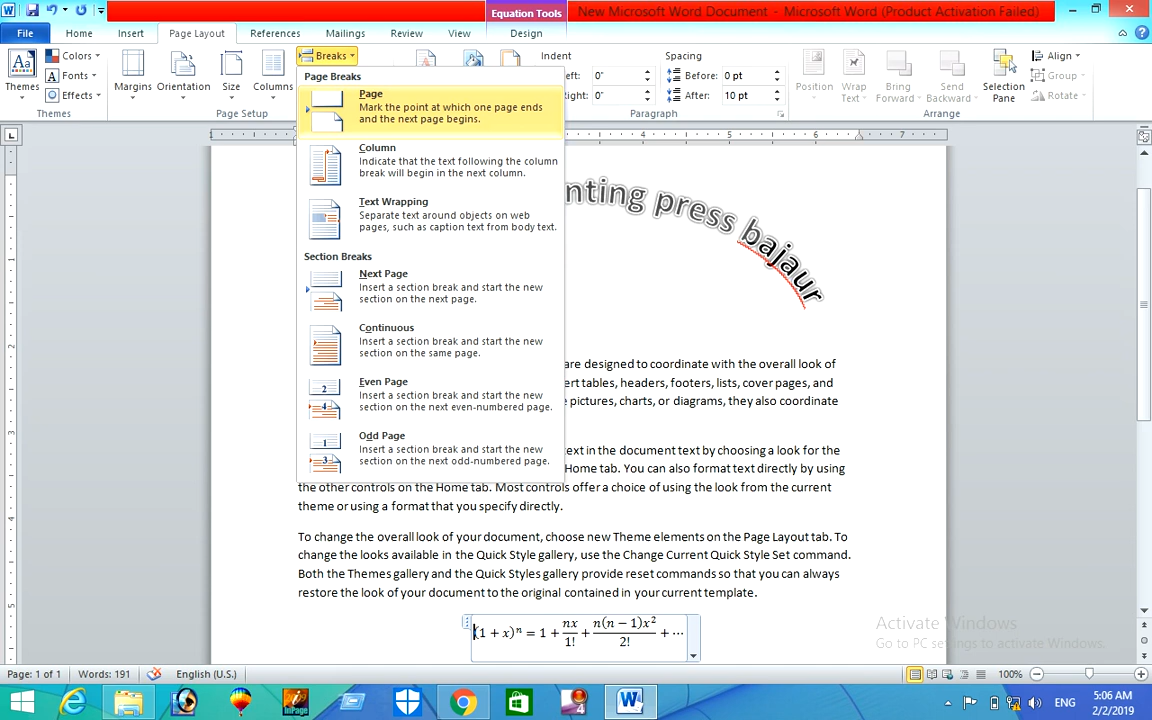 Equation Tools
New Microsoft Word Document - Microsoft Word (Product Activation Failed)
File Home Insert Page Layout References Mailings Review View Design
Themes
Colors
Fonts
Effects
Themes
Margins Orientation Size Columns
Page Setup
Breaks
Indent
Left: 0"
Right: 0"
Spacing
Before: 0 pt
After: 10 pt
Paragraph
Position
Wrap Text
Bring Forward
Send Backward
Selection Pane
Align
Group
Rotate
Arrange
Page Breaks
Page
Mark the point at which one page ends
and the next page begins.
Column
Indicate that the text following the column
break will begin in the next column.
Text Wrapping
Separate text around objects on web
pages, such as caption text from body text.
Section Breaks
Next Page
Insert a section break and start the new
section on the next page.
Continuous
Insert a section break and start the new
section on the same page.
Even Page
Insert a section break and start the new
section on the next even-numbered page.
Odd Page
Insert a section break and start the new
section on the next odd-numbered page.
1 4 5 6 7
nting press bajaur
are designed to coordinate with the overall look of
ert tables, headers, footers, lists, cover pages, and
pictures, charts, or diagrams, they also coordinate
text in the document text by choosing a look for the
Home tab. You can also format text directly by using
the other controls on the Home tab. Most controls offer a choice of using the look from the current
theme or using a format that you specify directly.
To change the overall look of your document, choose new Theme elements on the Page Layout tab. To
change the looks available in the Quick Style gallery, use the Change Current Quick Style Set command.
Both the Themes gallery and the Quick Styles gallery provide reset commands so that you can always
restore the look of your document to the original contained in your current template.
(1 + x)ⁿ = 1 + nx/1! + n(n − 1)x²/2! + ⋯
Activate Windows
Go to PC settings to activate Windows.
Page: 1 of 1 Words: 191 English (U.S.) 100%
InPage
ENG
5:06 AM
2/2/2019